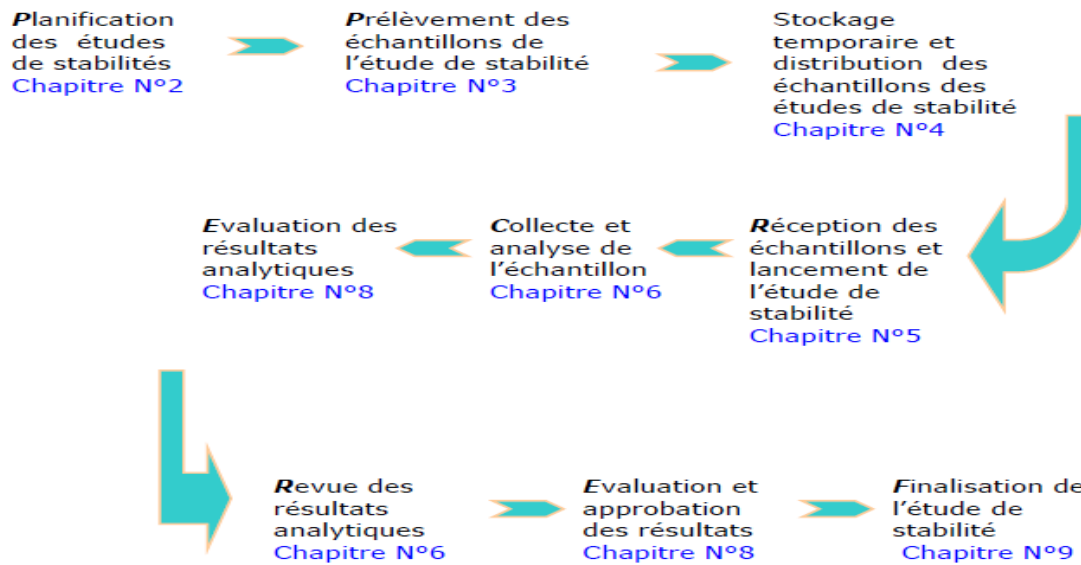 Planification
des études
de stabilités
Chapitre N°2
Prélèvement des
échantillons de
l'étude de stabilité
Chapitre N°3
Stockage
temporaire et
distribution des
échantillons des
études de stabilité
Chapitre N°4
Réception des
échantillons et
lancement de
l'étude de
stabilité
Chapitre N°5
Collecte et
analyse de
l'échantillon
Chapitre N°6
Evaluation des
résultats
analytiques
Chapitre N°8
Revue des
résultats
analytiques
Chapitre N°6
Evaluation et
approbation
des résultats
Chapitre N°8
Finalisation de
l'étude de
stabilité
Chapitre N°9